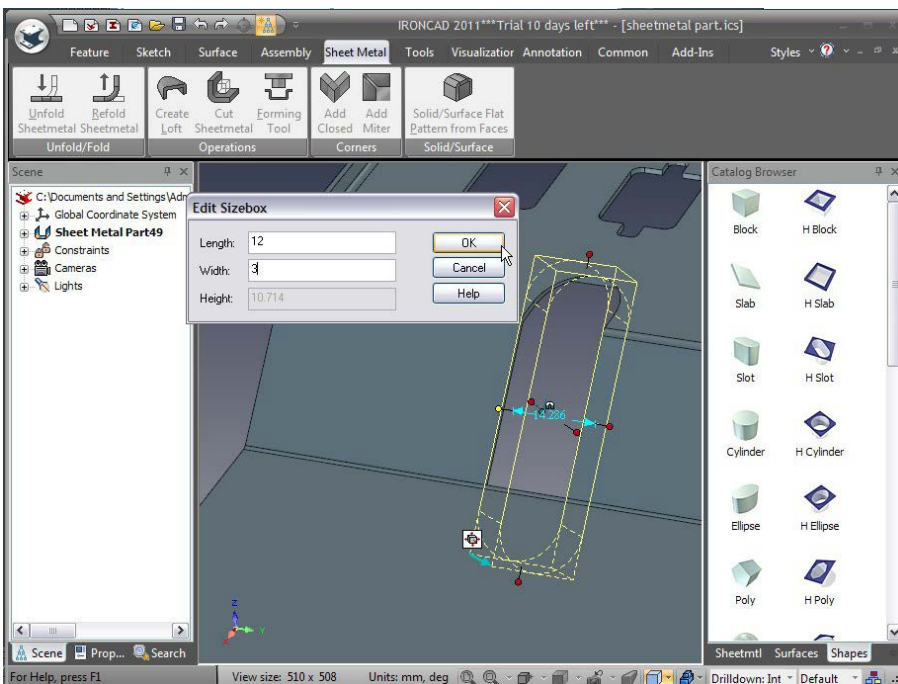 IRONCAD 2011***Trial 10 days left*** - [sheetmetal part.ics]
Feature Sketch Surface Assembly Sheet Metal Tools Visualizatior Annotation Common Add-Ins Styles
Unfold Refold Create Cut Forming Add Add Solid/Surface Flat
Sheetmetal Sheetmetal Loft Sheetmetal Tool Closed Miter Pattern from Faces
Unfold/Fold Operations Corners Solid/Surface
Scene
C:\Documents and Settings\Adn
Global Coordinate System
Sheet Metal Part49
Constraints
Cameras
Lights
Edit Sizebox
Length: 12 OK
Width: 3 Cancel
Height: 10.714 Help
14.286
Z
Y
X
Catalog Browser
Block H Block
Slab H Slab
Slot H Slot
Cylinder H Cylinder
Ellipse H Ellipse
Poly H Poly
Scene Prop... Search
Sheetmtl Surfaces Shapes
For Help, press F1 View size: 510 x 508 Units: mm, deg Drilldown: Int Default